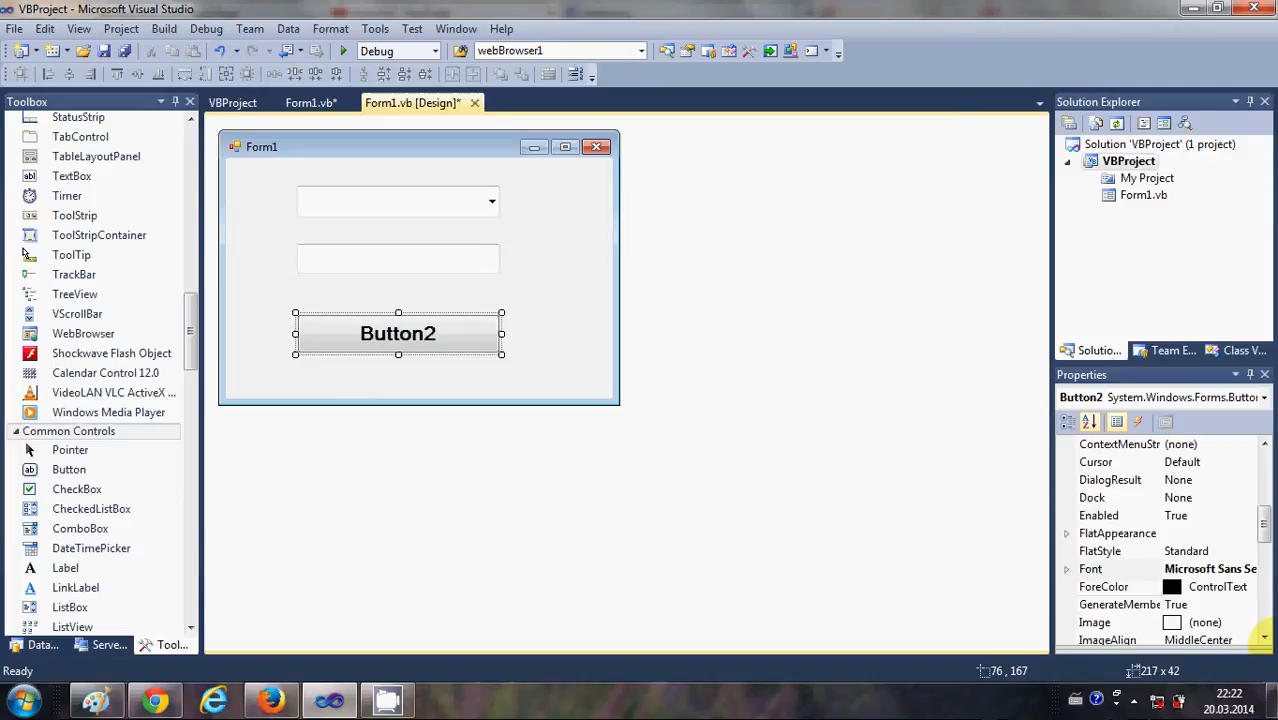 VBProject - Microsoft Visual Studio
File Edit View Project Build Debug Team Data Format Tools Test Window Help
Debug webBrowser1
Toolbox
VBProject Form1.vb* Form1.vb [Design]*
Solution Explorer
StatusStrip
TabControl
TableLayoutPanel
TextBox
Timer
ToolStrip
ToolStripContainer
ToolTip
TrackBar
TreeView
VScrollBar
WebBrowser
Shockwave Flash Object
Calendar Control 12.0
VideoLAN VLC ActiveX ...
Windows Media Player
Common Controls
Pointer
Button
CheckBox
CheckedListBox
ComboBox
DateTimePicker
Label
LinkLabel
ListBox
ListView
Data... Serve... Tool...
Form1
Button2
Solution 'VBProject' (1 project)
VBProject
My Project
Form1.vb
Solutio... Team E... Class V...
Properties
Button2 System.Windows.Forms.Button
ContextMenuStr (none)
Cursor Default
DialogResult None
Dock None
Enabled True
FlatAppearance
FlatStyle Standard
Font Microsoft Sans Se
ForeColor ControlText
GenerateMembe True
Image (none)
ImageAlign MiddleCenter
Ready 76 , 167 217 x 42
22:22
20.03.2014